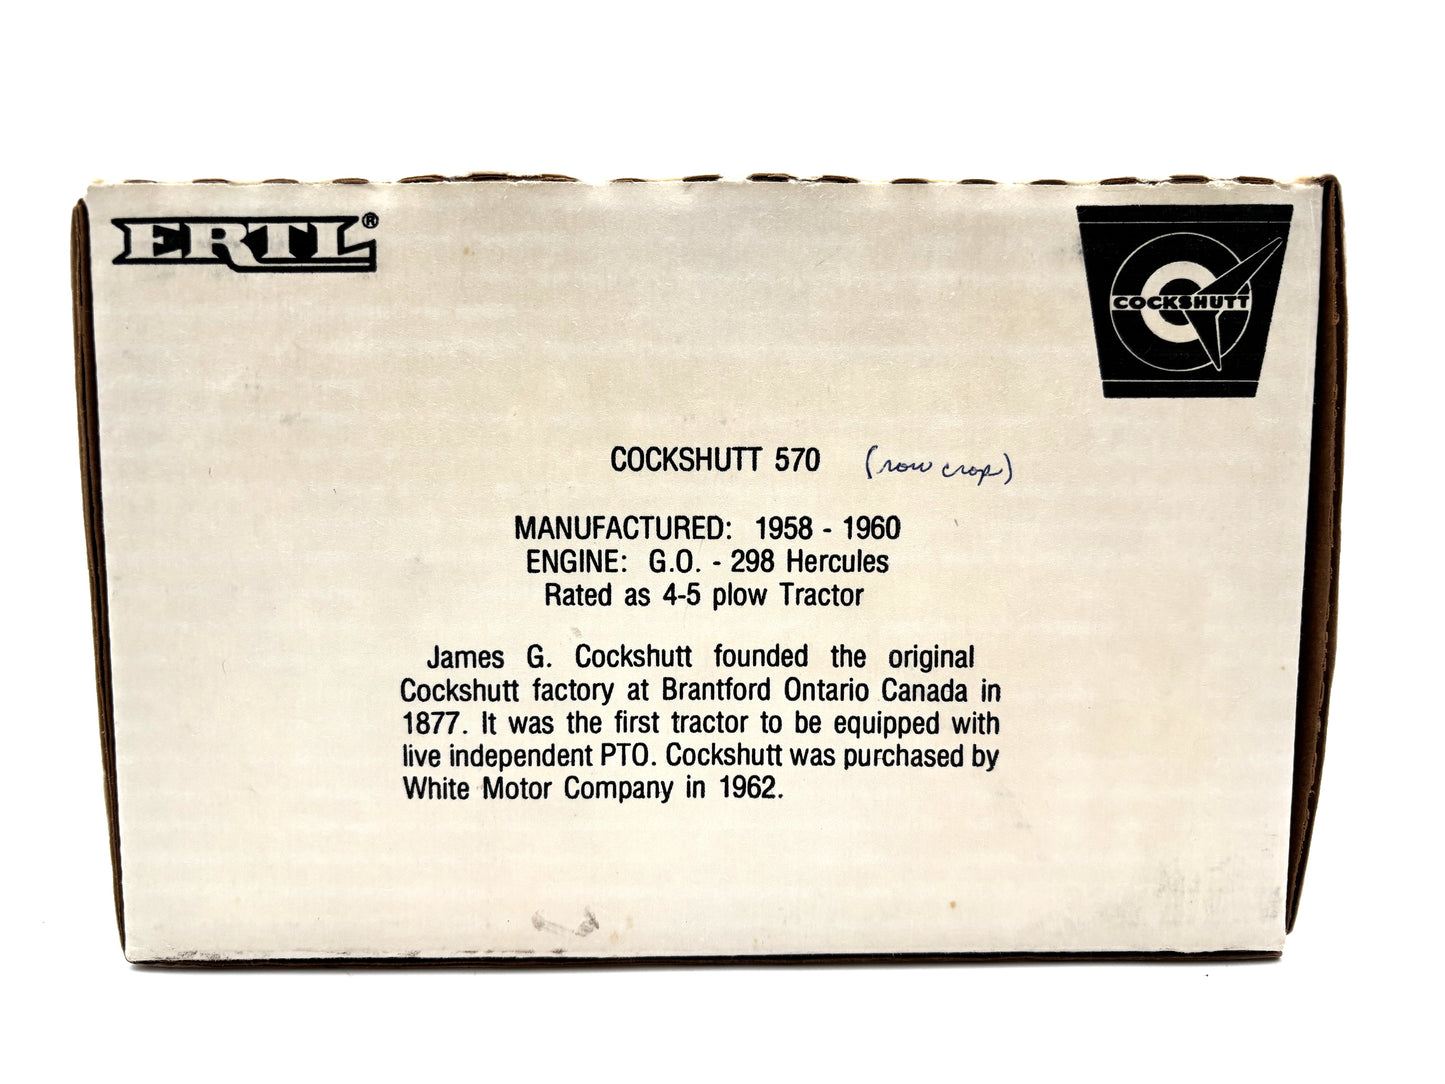 ERTL®
COCKSHUTT
COCKSHUTT 570 (row crop)
MANUFACTURED: 1958 - 1960
ENGINE: G.O. - 298 Hercules
Rated as 4-5 plow Tractor
James G. Cockshutt founded the original
Cockshutt factory at Brantford Ontario Canada in
1877. It was the first tractor to be equipped with
live independent PTO. Cockshutt was purchased by
White Motor Company in 1962.